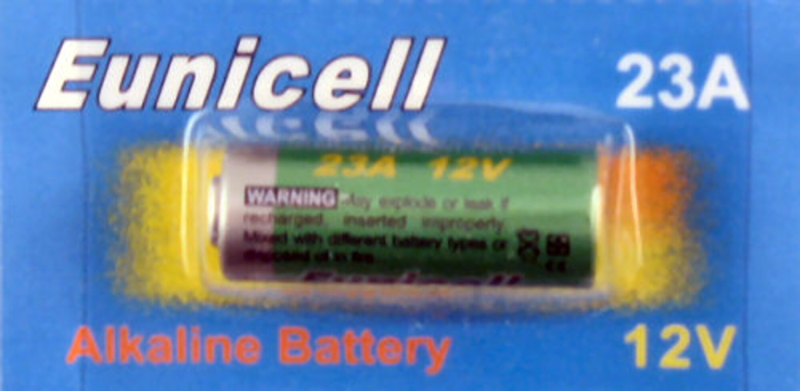 Eunicell
23A
23A 12V
WARNING May explode or leak if
recharged, inserted improperly,
Mixed with different battery types or
disposed of in fire
Eunicell
Alkaline Battery
12V